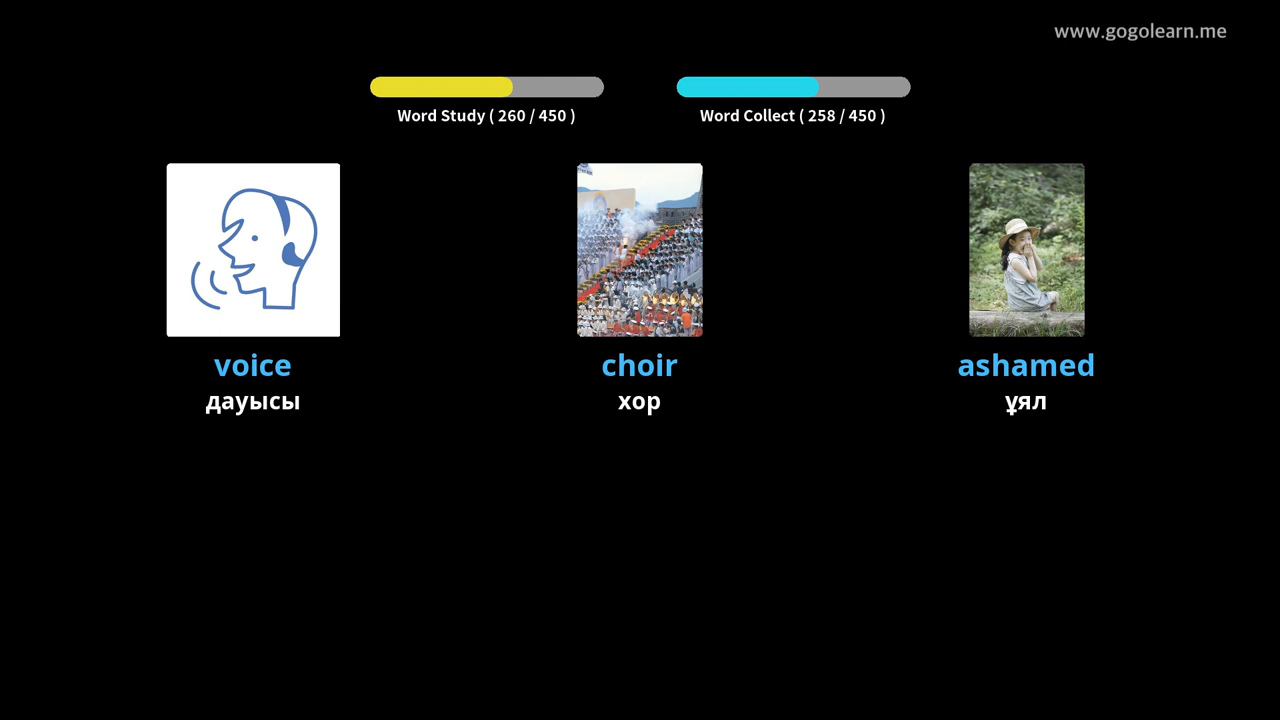 www.gogolearn.me
Word Study ( 260 / 450 )
Word Collect ( 258 / 450 )
voice
choir
ashamed
дауысы
хор
ұял